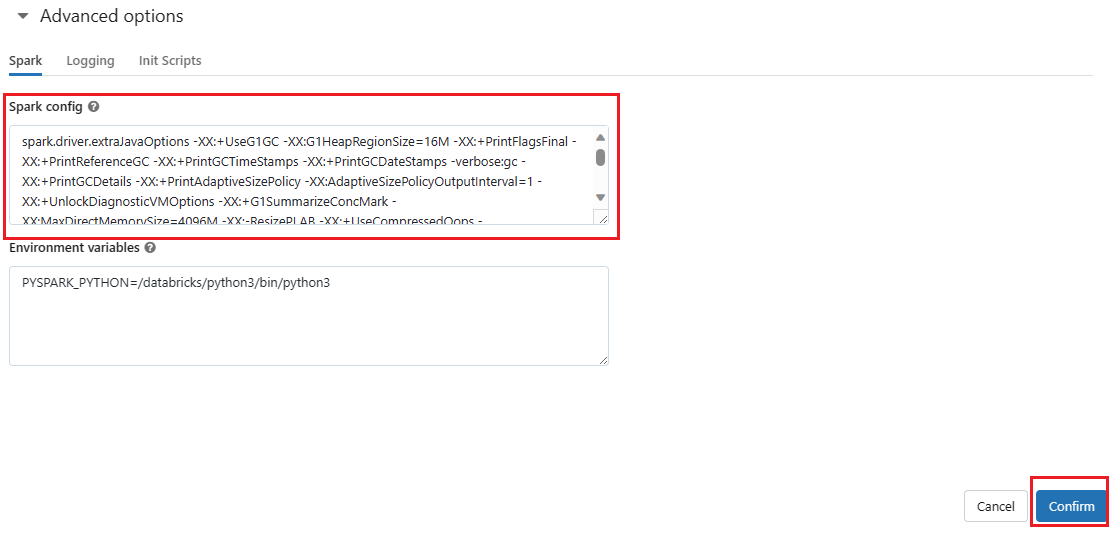 Advanced options
Spark Logging Init Scripts
Spark config
spark.driver.extraJavaOptions -XX:+UseG1GC -XX:G1HeapRegionSize=16M -XX:+PrintFlagsFinal -
XX:+PrintReferenceGC -XX:+PrintGCTimeStamps -XX:+PrintGCDateStamps -verbose:gc -
XX:+PrintGCDetails -XX:+PrintAdaptiveSizePolicy -XX:AdaptiveSizePolicyOutputInterval=1 -
XX:+UnlockDiagnosticVMOptions -XX:+G1SummarizeConcMark -
XX:MaxDirectMemorySize=4096M -XX:-ResizePLAB -XX:+UseCompressedOops -
Environment variables
PYSPARK_PYTHON=/databricks/python3/bin/python3
Cancel Confirm